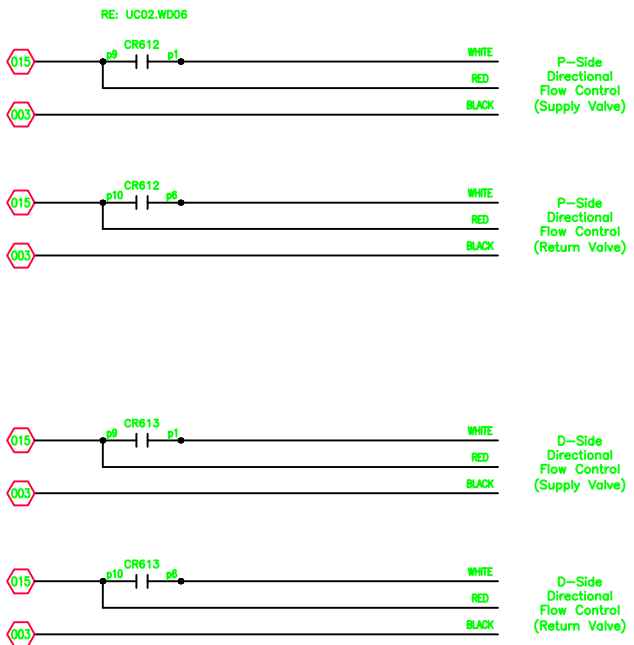 RE: UC02.WD06
CR612
015 p9 p1 WHITE
RED
003 BLACK
P-Side
Directional
Flow Control
(Supply Valve)
CR612
015 p10 p6 WHITE
RED
003 BLACK
P-Side
Directional
Flow Control
(Return Valve)
CR613
015 p9 p1 WHITE
RED
003 BLACK
D-Side
Directional
Flow Control
(Supply Valve)
CR613
015 p10 p6 WHITE
RED
003 BLACK
D-Side
Directional
Flow Control
(Return Valve)